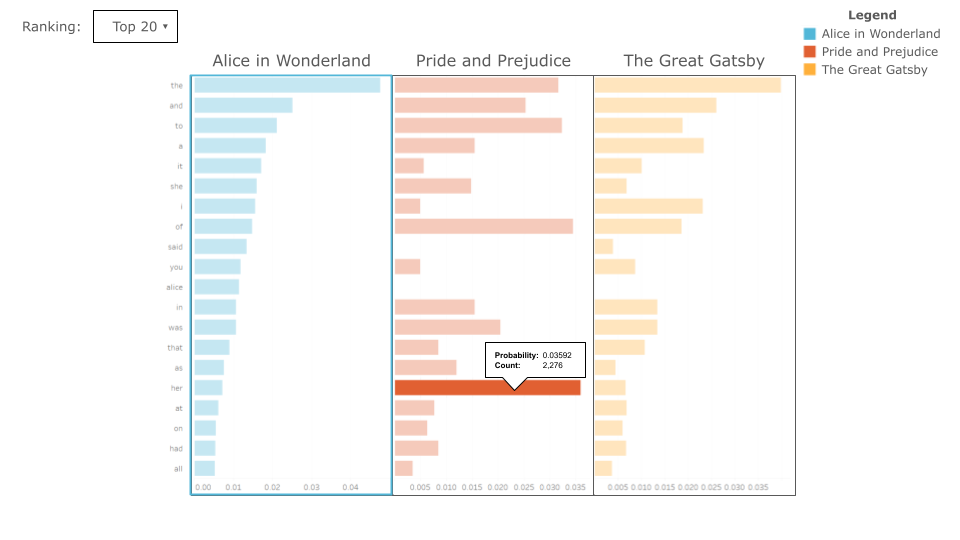 Ranking: Top 20 ▾
Legend
Alice in Wonderland
Pride and Prejudice
The Great Gatsby
Alice in Wonderland Pride and Prejudice The Great Gatsby
the
and
to
a
it
she
i
of
said
you
alice
in
was
that
as
her
at
on
had
all
Probability: 0.03592
Count: 2,276
0.00 0.01 0.02 0.03 0.04 0.005 0.010 0.015 0.020 0.025 0.030 0.035 0.005 0.010 0.015 0.020 0.025 0.030 0.035